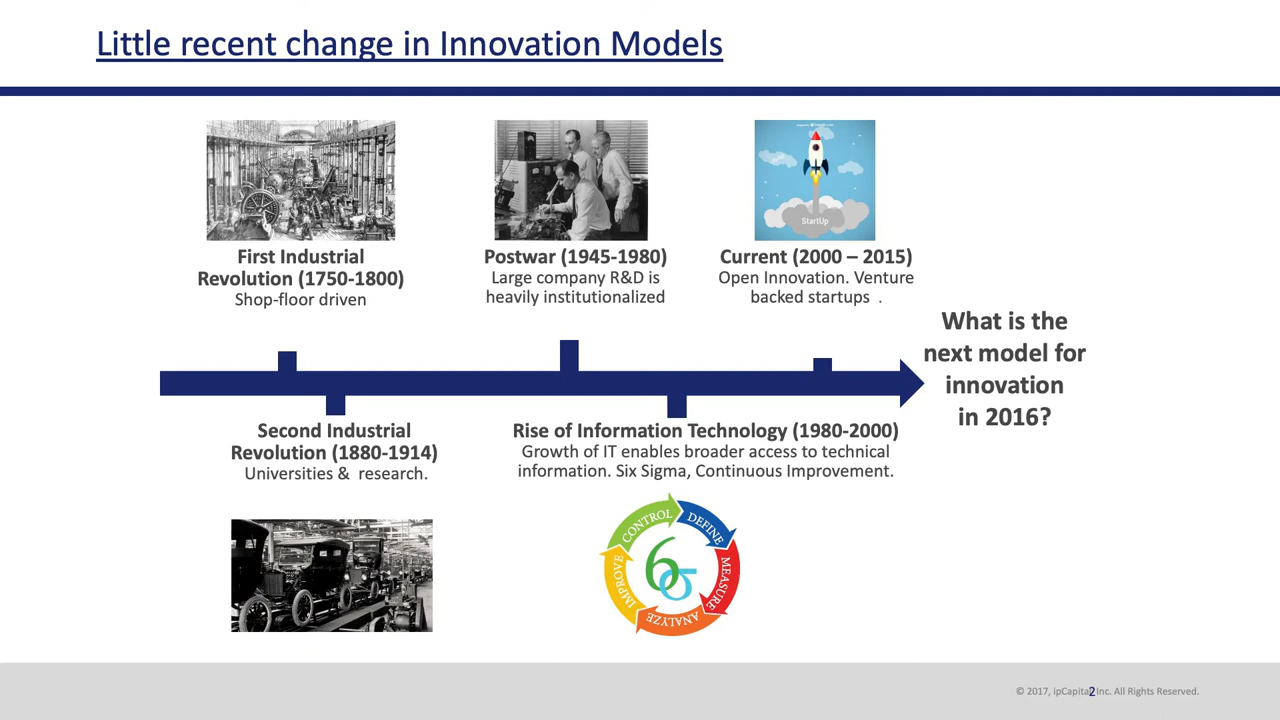 Little recent change in Innovation Models
StartUp
First Industrial
Revolution (1750-1800)
Shop-floor driven
Postwar (1945-1980)
Large company R&D is
heavily institutionalized
Current (2000 – 2015)
Open Innovation. Venture
backed startups .
What is the
next model for
innovation
in 2016?
Second Industrial
Revolution (1880-1914)
Universities & research.
Rise of Information Technology (1980-2000)
Growth of IT enables broader access to technical
information. Six Sigma, Continuous Improvement.
CONTROL
DEFINE
MEASURE
ANALYZE
IMPROVE
6σ
© 2017, ipCapital Inc. All Rights Reserved.
2